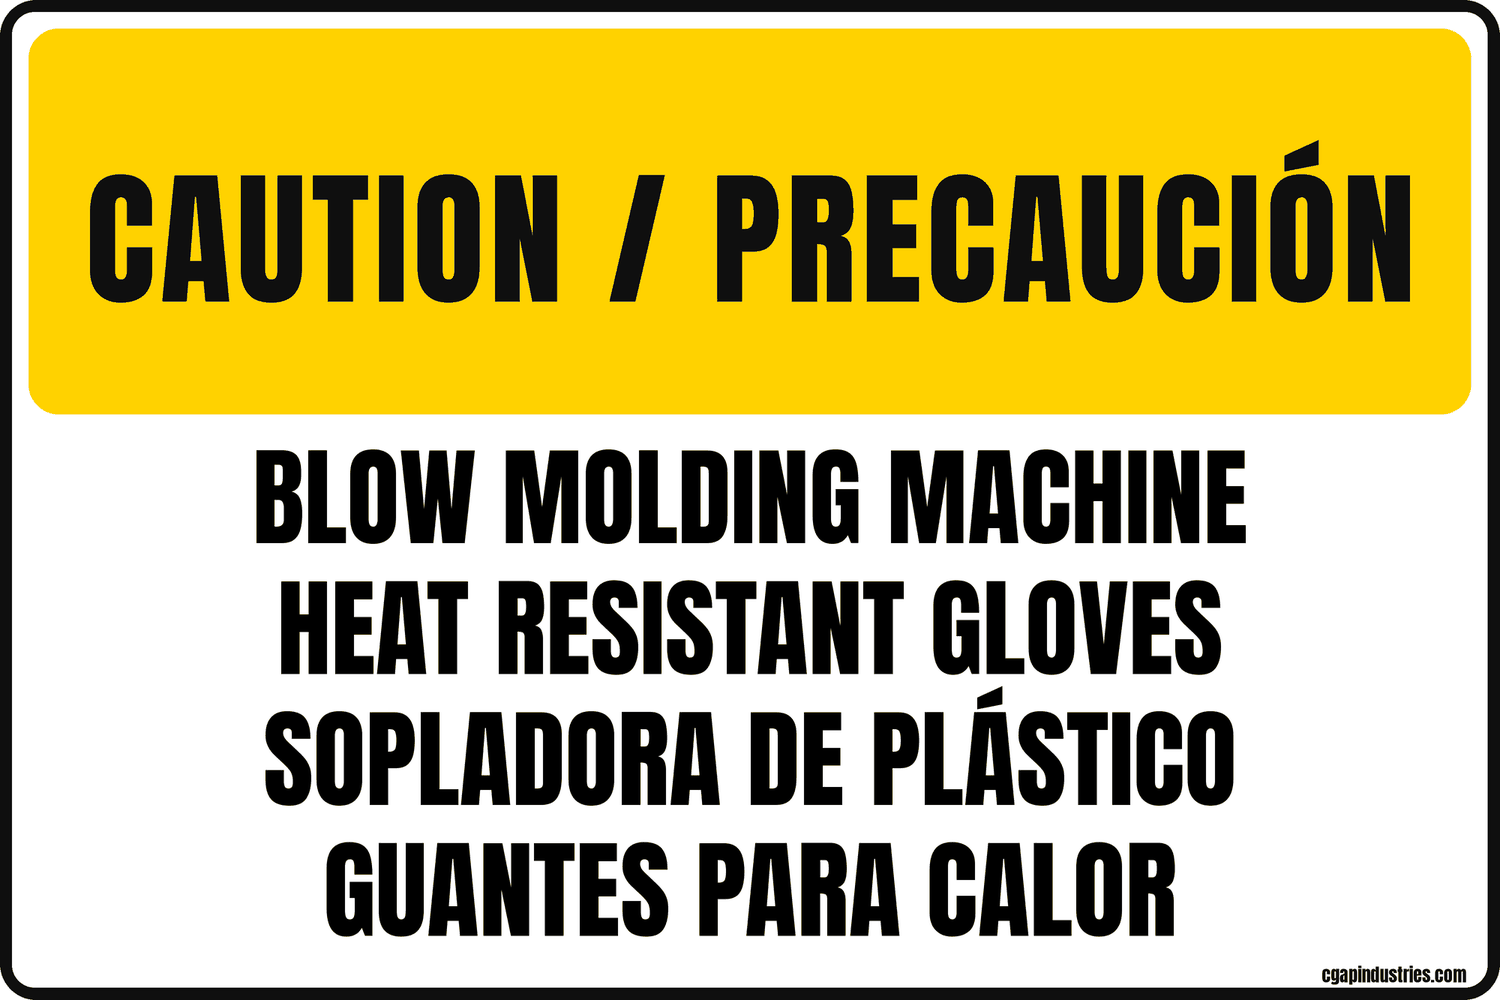 CAUTION / PRECAUCIÓN
BLOW MOLDING MACHINE
HEAT RESISTANT GLOVES
SOPLADORA DE PLÁSTICO
GUANTES PARA CALOR
cgapindustries.com